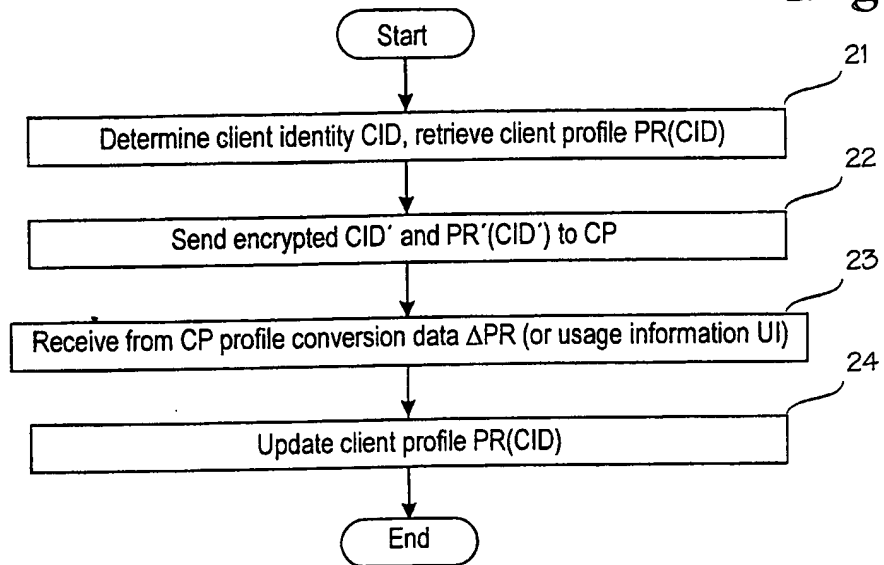 Start
21
Determine client identity CID, retrieve client profile PR(CID)
22
Send encrypted CID′ and PR′(CID′) to CP
23
Receive from CP profile conversion data ΔPR (or usage information UI)
24
Update client profile PR(CID)
End